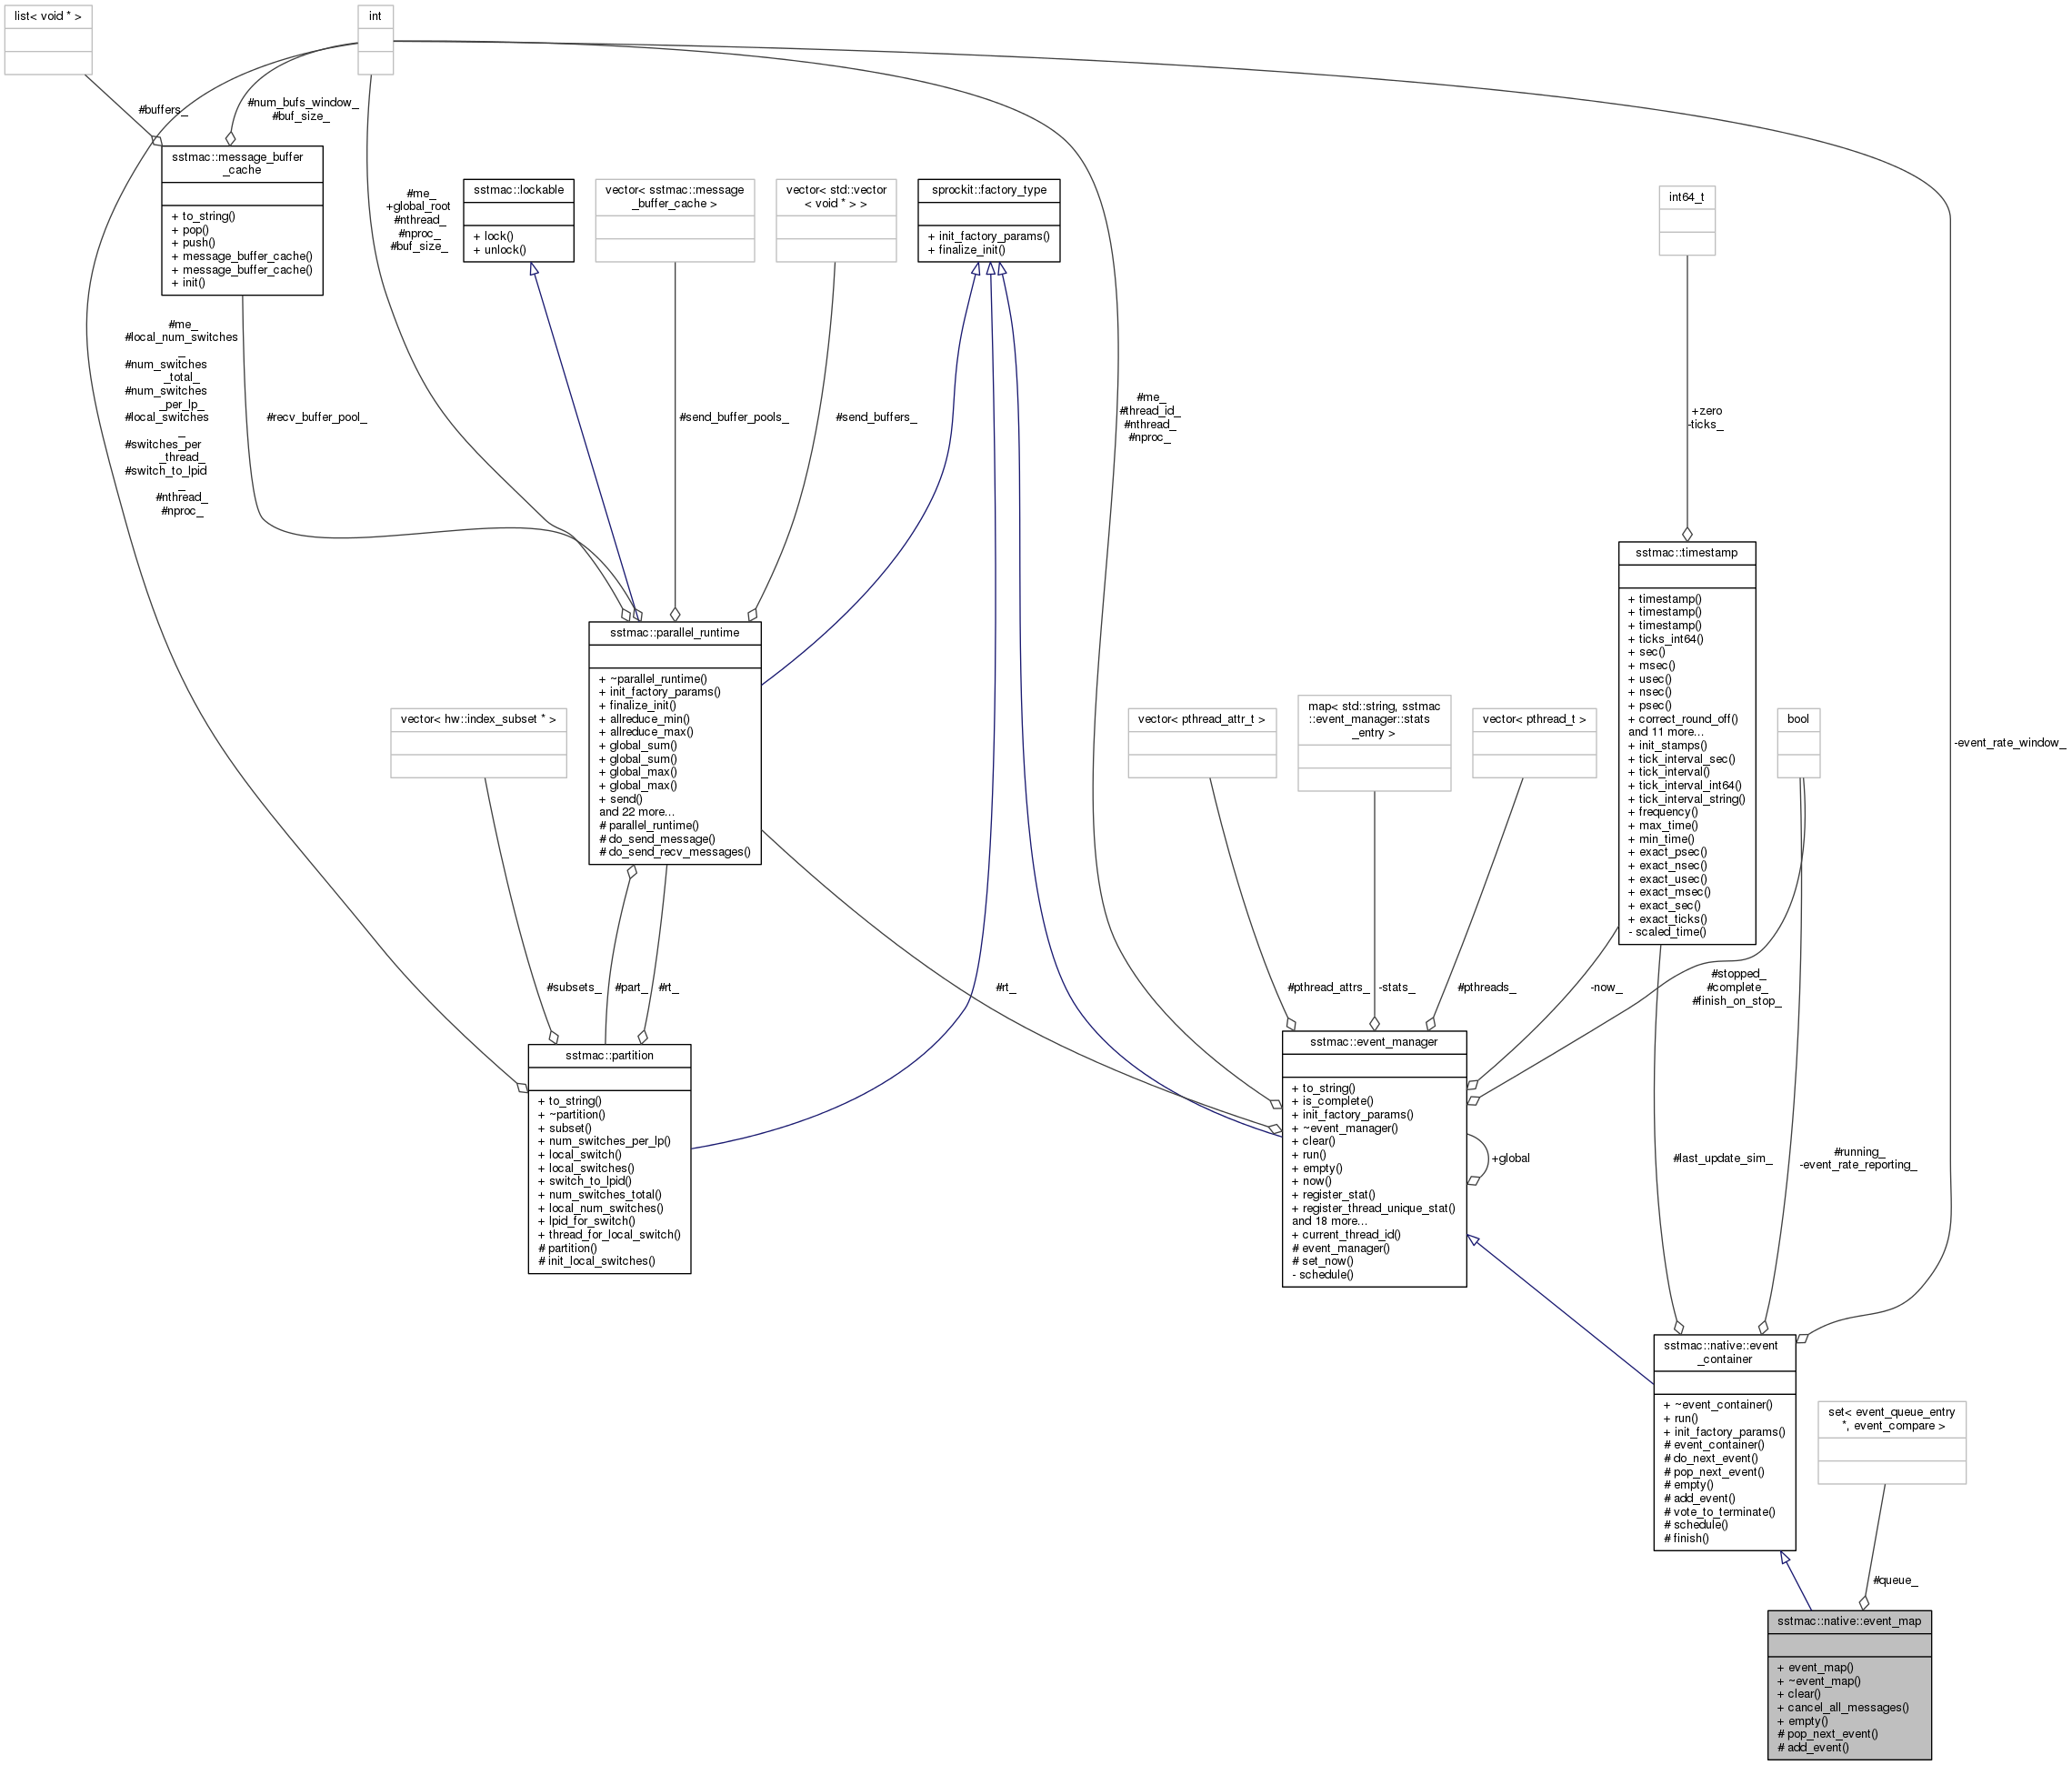 list< void * >
int
#buffers_
#num_bufs_window_
#buf_size_
sstmac::message_buffer
_cache
+ to_string()
+ pop()
+ push()
+ message_buffer_cache()
+ message_buffer_cache()
+ init()
#me_
+global_root
#nthread_
#nproc_
#buf_size_
sstmac::lockable
+ lock()
+ unlock()
vector< sstmac::message
_buffer_cache >
vector< std::vector
< void * > >
sprockit::factory_type
+ init_factory_params()
+ finalize_init()
int64_t
#me_
#local_num_switches
_
#num_switches
_total_
#num_switches
_per_lp_
#local_switches
_
#switches_per
_thread_
#switch_to_lpid
_
#nthread_
#nproc_
#recv_buffer_pool_
#send_buffer_pools_
#send_buffers_
#me_
#thread_id_
#nthread_
#nproc_
+zero
-ticks_
sstmac::timestamp
+ timestamp()
+ timestamp()
+ timestamp()
+ ticks_int64()
+ sec()
+ msec()
+ usec()
+ nsec()
+ psec()
+ correct_round_off()
and 11 more...
+ init_stamps()
+ tick_interval_sec()
+ tick_interval()
+ tick_interval_int64()
+ tick_interval_string()
+ frequency()
+ max_time()
+ min_time()
+ exact_psec()
+ exact_nsec()
+ exact_usec()
+ exact_msec()
+ exact_sec()
+ exact_ticks()
- scaled_time()
sstmac::parallel_runtime
+ ~parallel_runtime()
+ init_factory_params()
+ finalize_init()
+ allreduce_min()
+ allreduce_max()
+ global_sum()
+ global_sum()
+ global_max()
+ global_max()
+ send()
and 22 more...
# parallel_runtime()
# do_send_message()
# do_send_recv_messages()
vector< hw::index_subset * >
vector< pthread_attr_t >
map< std::string, sstmac
::event_manager::stats
_entry >
vector< pthread_t >
bool
-event_rate_window_
#subsets_
#part_
#rt_
#rt_
#pthread_attrs_
-stats_
#pthreads_
-now_
#stopped_
#complete_
#finish_on_stop_
sstmac::partition
+ to_string()
+ ~partition()
+ subset()
+ num_switches_per_lp()
+ local_switch()
+ local_switches()
+ switch_to_lpid()
+ num_switches_total()
+ local_num_switches()
+ lpid_for_switch()
+ thread_for_local_switch()
# partition()
# init_local_switches()
sstmac::event_manager
+ to_string()
+ is_complete()
+ init_factory_params()
+ ~event_manager()
+ clear()
+ run()
+ empty()
+ now()
+ register_stat()
+ register_thread_unique_stat()
and 18 more...
+ current_thread_id()
# event_manager()
# set_now()
- schedule()
+global
#last_update_sim_
#running_
-event_rate_reporting_
sstmac::native::event
_container
+ ~event_container()
+ run()
+ init_factory_params()
# event_container()
# do_next_event()
# pop_next_event()
# empty()
# add_event()
# vote_to_terminate()
# schedule()
# finish()
set< event_queue_entry
*, event_compare >
#queue_
sstmac::native::event_map
+ event_map()
+ ~event_map()
+ clear()
+ cancel_all_messages()
+ empty()
# pop_next_event()
# add_event()